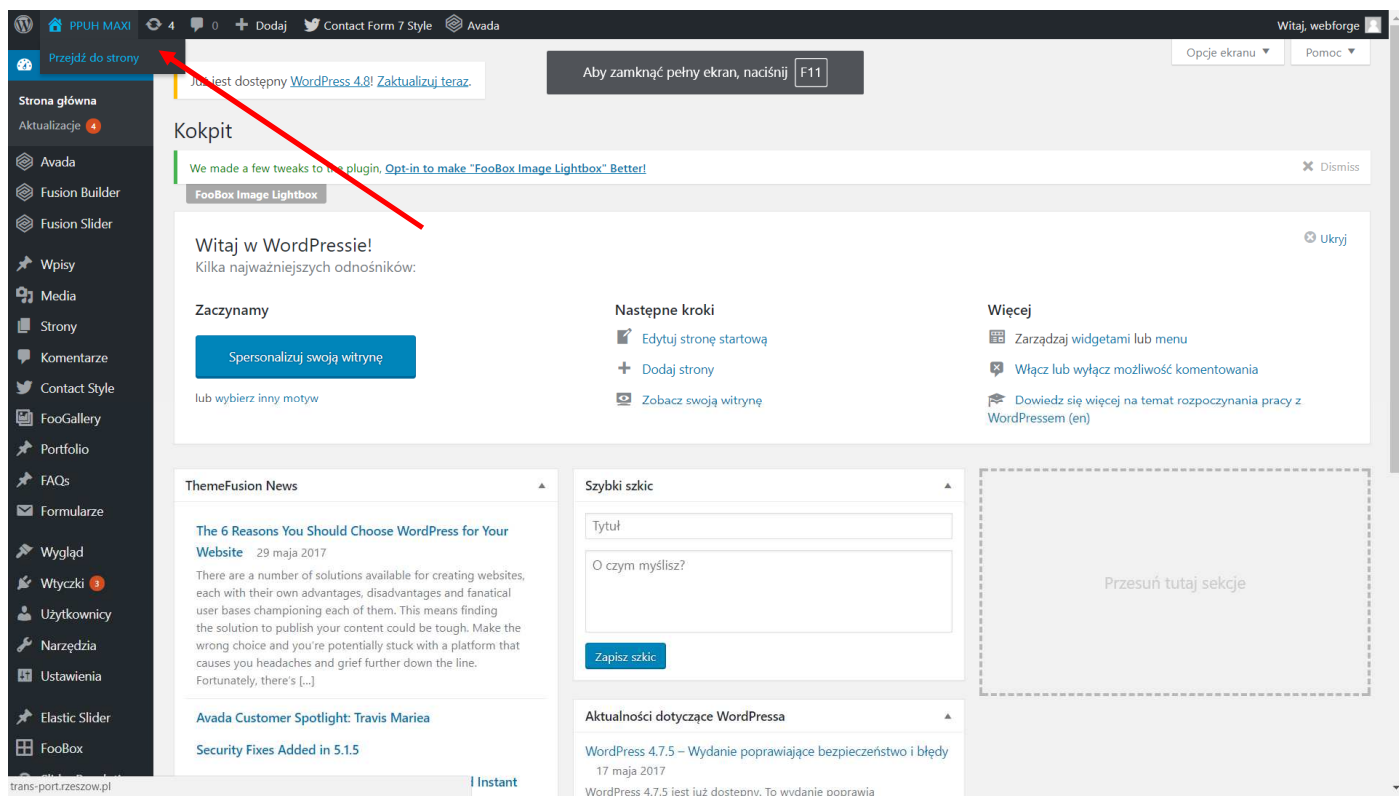 PPUH MAXI 4 0 + Dodaj Contact Form 7 Style Avada Witaj, webforge
Przejdź do strony
Opcje ekranu ▼ Pomoc ▼
Już jest dostępny WordPress 4.8! Zaktualizuj teraz.
Aby zamknąć pełny ekran, naciśnij F11
Strona główna
Aktualizacje 4
Avada
Fusion Builder
Fusion Slider
Wpisy
Media
Strony
Komentarze
Contact Style
FooGallery
Portfolio
FAQs
Formularze
Wygląd
Wtyczki 3
Użytkownicy
Narzędzia
Ustawienia
Elastic Slider
FooBox
trans-port.rzeszow.pl
Kokpit
We made a few tweaks to the plugin, Opt-in to make "FooBox Image Lightbox" Better! Dismiss
FooBox Image Lightbox
Witaj w WordPressie! Ukryj
Kilka najważniejszych odnośników:
Zaczynamy
Spersonalizuj swoją witrynę
lub wybierz inny motyw
Następne kroki
Edytuj stronę startową
Dodaj strony
Zobacz swoją witrynę
Więcej
Zarządzaj widgetami lub menu
Włącz lub wyłącz możliwość komentowania
Dowiedz się więcej na temat rozpoczynania pracy z
WordPressem (en)
ThemeFusion News
The 6 Reasons You Should Choose WordPress for Your
Website 29 maja 2017
There are a number of solutions available for creating websites,
each with their own advantages, disadvantages and fanatical
user bases championing each of them. This means finding
the solution to publish your content could be tough. Make the
wrong choice and you're potentially stuck with a platform that
causes you headaches and grief further down the line.
Fortunately, there's [...]
Avada Customer Spotlight: Travis Mariea
Security Fixes Added in 5.1.5
Instant
Szybki szkic
Tytuł
O czym myślisz?
Zapisz szkic
Aktualności dotyczące WordPressa
WordPress 4.7.5 – Wydanie poprawiające bezpieczeństwo i błędy
17 maja 2017
WordPress 4.7.5 jest już dostępny. To wydanie poprawia
Przesuń tutaj sekcje